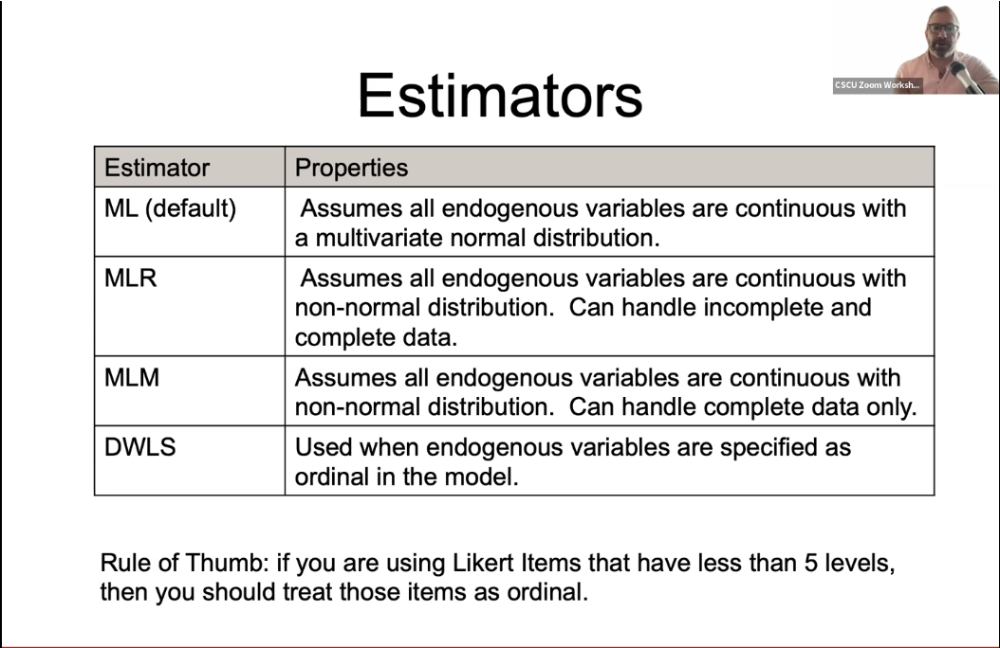 CSCU Zoom Worksh...
Estimators
Estimator
Properties
ML (default)
Assumes all endogenous variables are continuous with
a multivariate normal distribution.
MLR
Assumes all endogenous variables are continuous with
non-normal distribution.  Can handle incomplete and
complete data.
MLM
Assumes all endogenous variables are continuous with
non-normal distribution.  Can handle complete data only.
DWLS
Used when endogenous variables are specified as
ordinal in the model.
Rule of Thumb: if you are using Likert Items that have less than 5 levels,
then you should treat those items as ordinal.